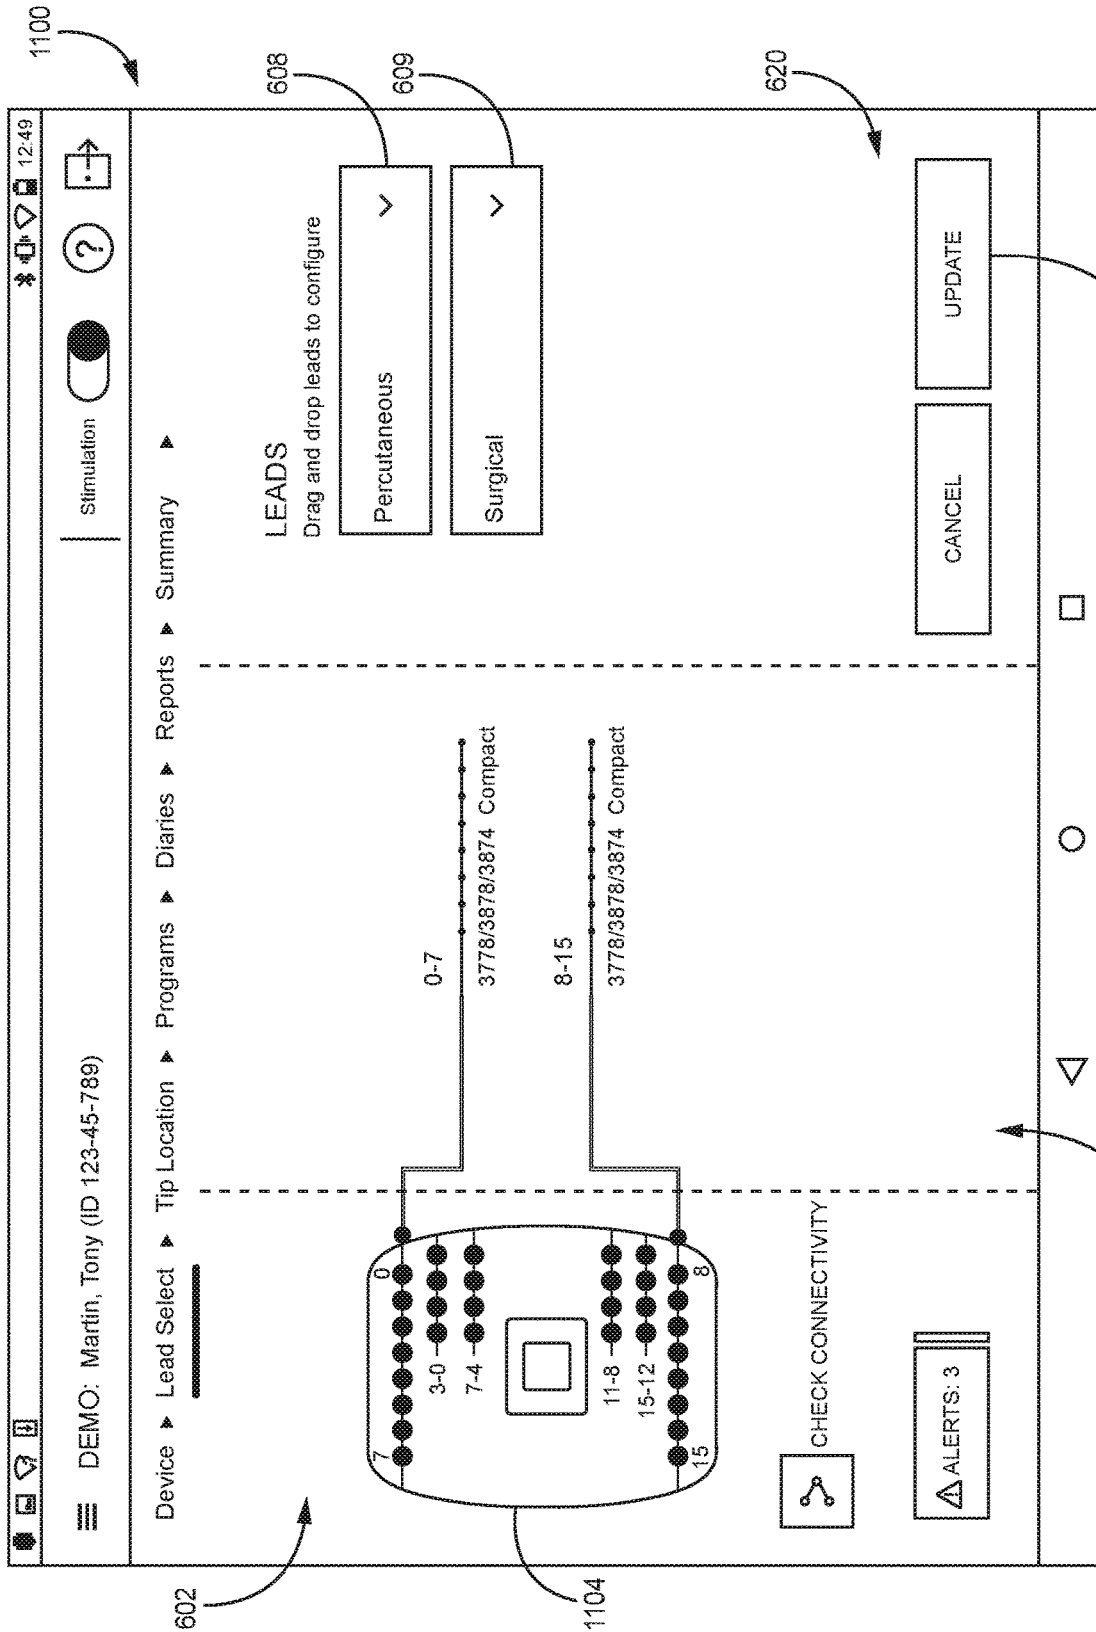 1100
12:49
DEMO: Martin, Tony (ID 123-45-789)
Stimulation
?
Device ▶ Lead Select ▶ Tip Location ▶ Programs ▶ Diaries ▶ Reports ▶ Summary ▶
602
7
0
3-0
7-4
11-8
15-12
15
8
1104
CHECK CONNECTIVITY
ALERTS: 3
0-7
3778/3878/3874 Compact
8-15
3778/3878/3874 Compact
LEADS
Drag and drop leads to configure
Percutaneous
608
Surgical
609
620
CANCEL
UPDATE